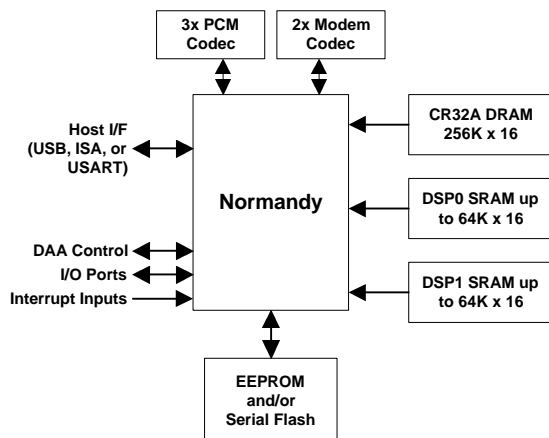 3x PCM
Codec
2x Modem
Codec
Host I/F
(USB, ISA, or
USART)
Normandy
CR32A DRAM
256K x 16
DSP0 SRAM up
to 64K x 16
DAA Control
I/O Ports
Interrupt Inputs
DSP1 SRAM up
to 64K x 16
EEPROM
and/or
Serial Flash